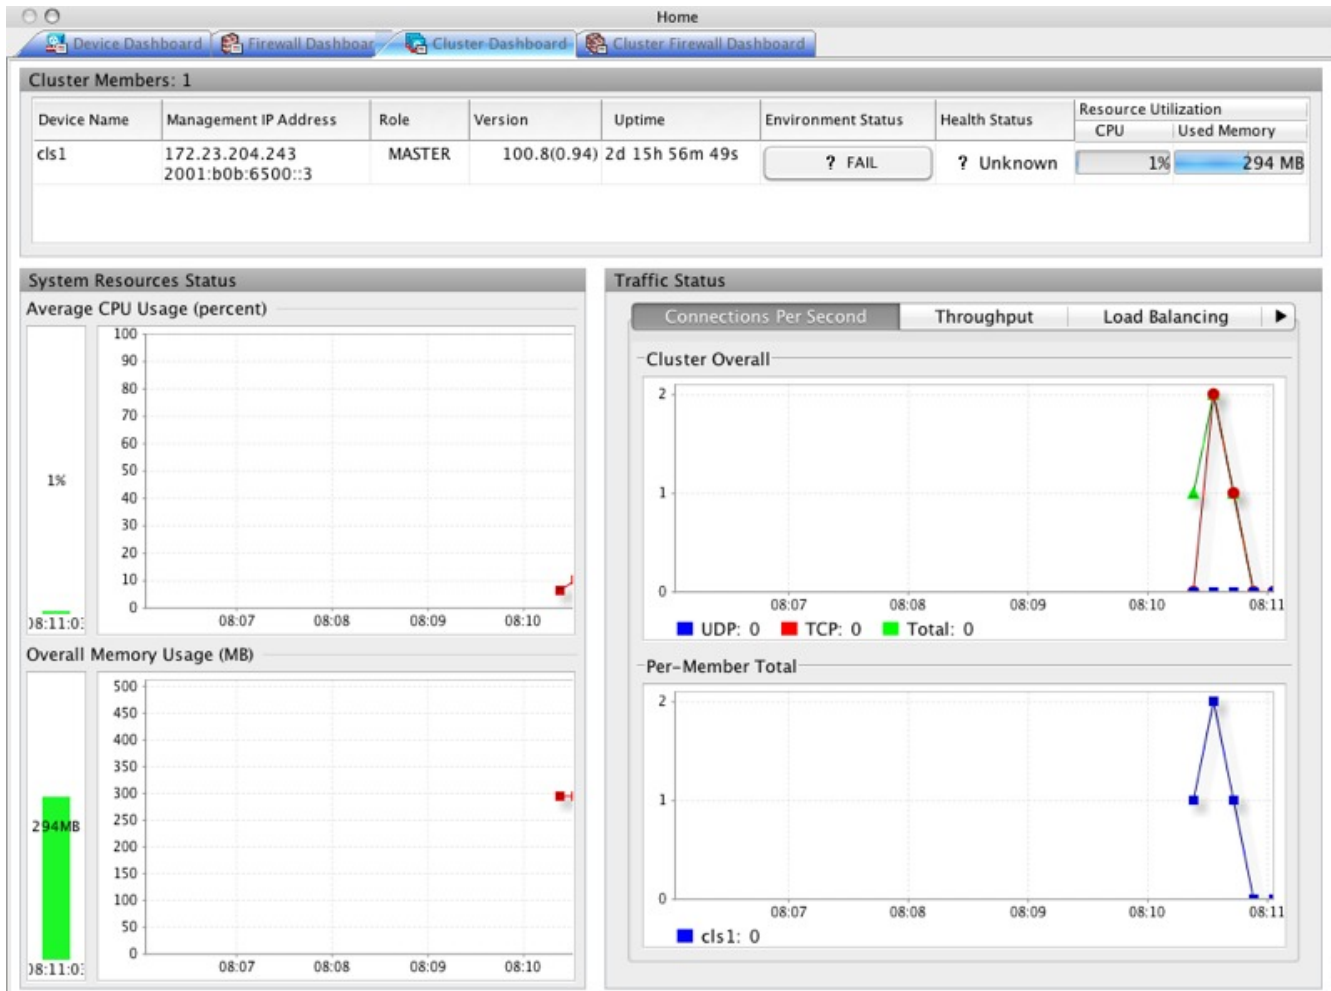 Home
Device Dashboard Firewall Dashboar Cluster Dashboard Cluster Firewall Dashboard
Cluster Members: 1
Device Name Management IP Address Role Version Uptime Environment Status Health Status Resource Utilization
CPU Used Memory
cls1 172.23.204.243 MASTER 100.8(0.94) 2d 15h 56m 49s ? FAIL ? Unknown 1% 294 MB
2001:b0b:6500::3
System Resources Status
Average CPU Usage (percent)
100
90
80
70
60
50
40
30
20
10
0
1%
08:11:03
08:07 08:08 08:09 08:10
Overall Memory Usage (MB)
500
450
400
350
300
250
200
150
100
50
0
294MB
08:11:03
08:07 08:08 08:09 08:10
Traffic Status
Connections Per Second Throughput Load Balancing
Cluster Overall
2
1
0
08:07 08:08 08:09 08:10 08:11
UDP: 0 TCP: 0 Total: 0
Per-Member Total
2
1
0
08:07 08:08 08:09 08:10 08:11
cls1: 0